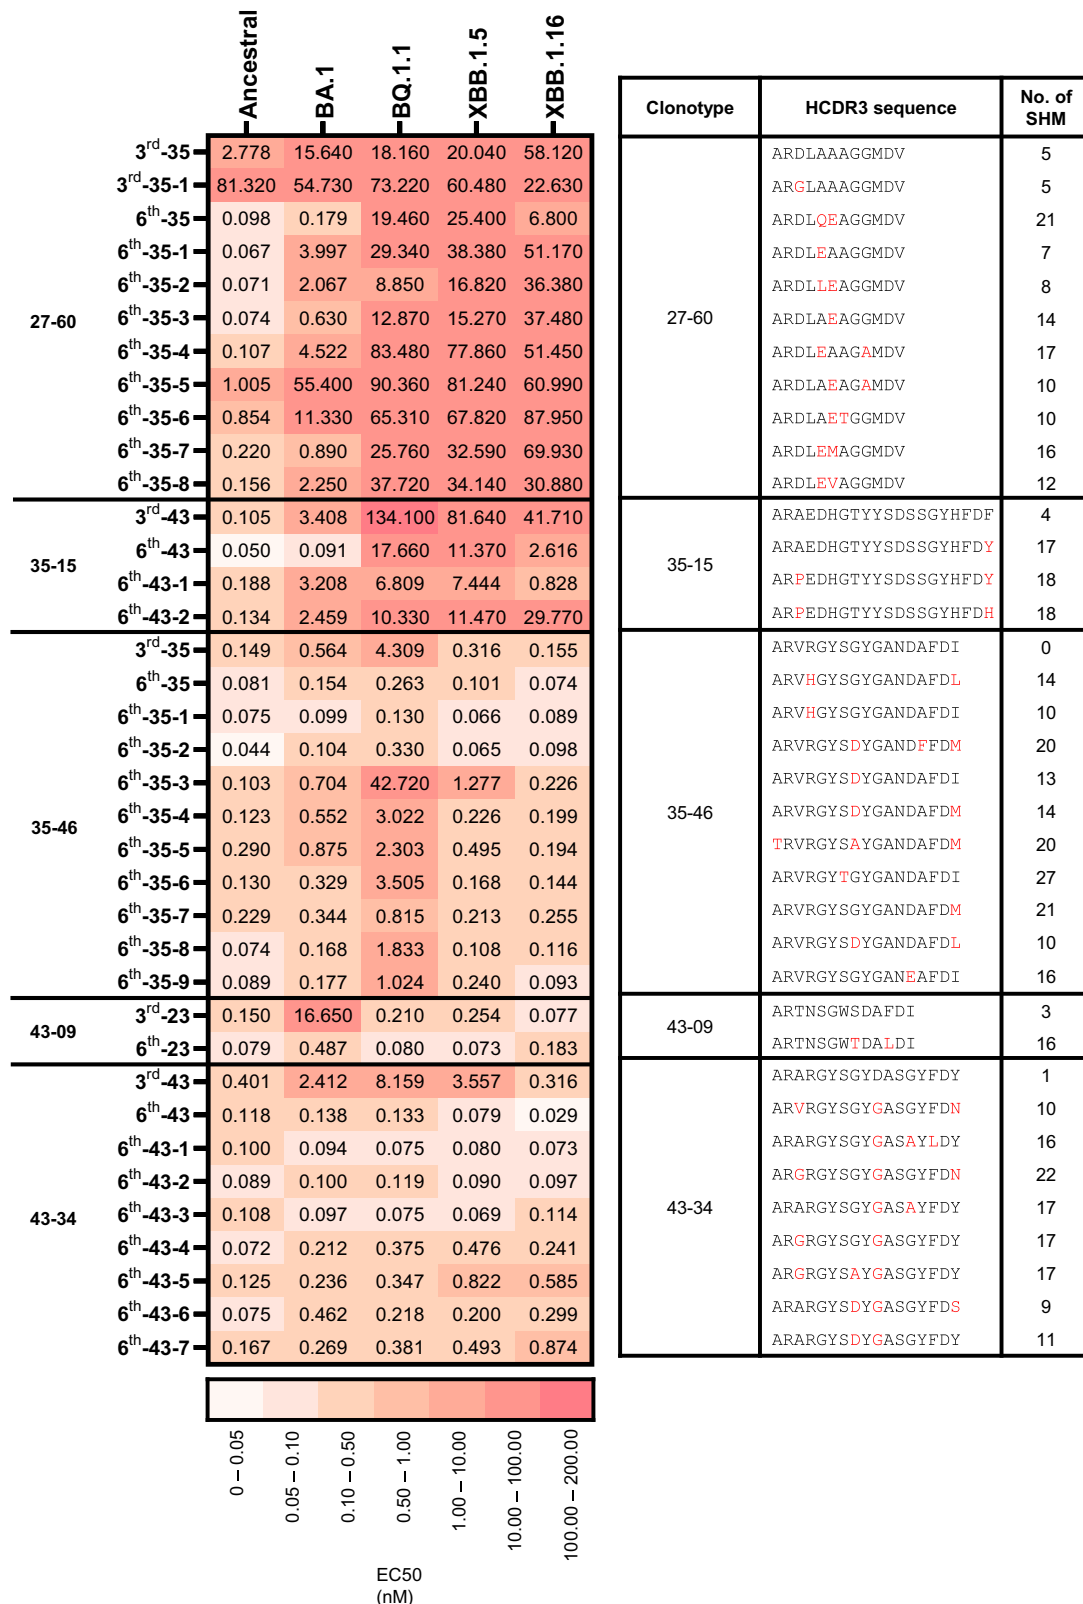 Ancestral BA.1 BQ.1.1 XBB.1.5 XBB.1.16
Clonotype HCDR3 sequence No. of SHM
27-60
3rd-35 2.778 15.640 18.160 20.040 58.120
3rd-35-1 81.320 54.730 73.220 60.480 22.630
6th-35 0.098 0.179 19.460 25.400 6.800
6th-35-1 0.067 3.997 29.340 38.380 51.170
6th-35-2 0.071 2.067 8.850 16.820 36.380
6th-35-3 0.074 0.630 12.870 15.270 37.480
6th-35-4 0.107 4.522 83.480 77.860 51.450
6th-35-5 1.005 55.400 90.360 81.240 60.990
6th-35-6 0.854 11.330 65.310 67.820 87.950
6th-35-7 0.220 0.890 25.760 32.590 69.930
6th-35-8 0.156 2.250 37.720 34.140 30.880
35-15
3rd-43 0.105 3.408 134.100 81.640 41.710
6th-43 0.050 0.091 17.660 11.370 2.616
6th-43-1 0.188 3.208 6.809 7.444 0.828
6th-43-2 0.134 2.459 10.330 11.470 29.770
35-46
3rd-35 0.149 0.564 4.309 0.316 0.155
6th-35 0.081 0.154 0.263 0.101 0.074
6th-35-1 0.075 0.099 0.130 0.066 0.089
6th-35-2 0.044 0.104 0.330 0.065 0.098
6th-35-3 0.103 0.704 42.720 1.277 0.226
6th-35-4 0.123 0.552 3.022 0.226 0.199
6th-35-5 0.290 0.875 2.303 0.495 0.194
6th-35-6 0.130 0.329 3.505 0.168 0.144
6th-35-7 0.229 0.344 0.815 0.213 0.255
6th-35-8 0.074 0.168 1.833 0.108 0.116
6th-35-9 0.089 0.177 1.024 0.240 0.093
43-09
3rd-23 0.150 16.650 0.210 0.254 0.077
6th-23 0.079 0.487 0.080 0.073 0.183
43-34
3rd-43 0.401 2.412 8.159 3.557 0.316
6th-43 0.118 0.138 0.133 0.079 0.029
6th-43-1 0.100 0.094 0.075 0.080 0.073
6th-43-2 0.089 0.100 0.119 0.090 0.097
6th-43-3 0.108 0.097 0.075 0.069 0.114
6th-43-4 0.072 0.212 0.375 0.476 0.241
6th-43-5 0.125 0.236 0.347 0.822 0.585
6th-43-6 0.075 0.462 0.218 0.200 0.299
6th-43-7 0.167 0.269 0.381 0.493 0.874
27-60
ARDLAAAGGMDV 5
ARGLAAAGGMDV 5
ARDLQEAGGMDV 21
ARDLEAAGGMDV 7
ARDLLEAGGMDV 8
ARDLAEAGGMDV 14
ARDLEAAGAMDV 17
ARDLAEAGAMDV 10
ARDLAETGGMDV 10
ARDLEMAGGMDV 16
ARDLEVAGGMDV 12
35-15
ARAEDHGTYYSDSSGYHFDF 4
ARAEDHGTYYSDSSGYHFDY 17
ARPEDHGTYYSDSSGYHFDY 18
ARPEDHGTYYSDSSGYHFDH 18
35-46
ARVRGYSGYGANDAFDI 0
ARVHGYSGYGANDAFDL 14
ARVHGYSGYGANDAFDI 10
ARVRGYSDYGANDFFDM 20
ARVRGYSDYGANDAFDI 13
ARVRGYSDYGANDAFDM 14
TRVRGYSAYGANDAFDM 20
ARVRGYTGYGANDAFDI 27
ARVRGYSGYGANDAFDM 21
ARVRGYSDYGANDAFDL 10
ARVRGYSGYGANEAFDI 16
43-09
ARTNSGWSDAFDI 3
ARTNSGWTDALDI 16
43-34
ARARGYSGYDASGYFDY 1
ARVRGYSGYGASGYFDN 10
ARARGYSGYGASAYLDY 16
ARGRGYSGYGASGYFDN 22
ARARGYSGYGASAYFDY 17
ARGRGYSGYGASGYFDY 17
ARGRGYSAYGASGYFDY 17
ARARGYSDYGASGYFDS 9
ARARGYSDYGASGYFDY 11
0 – 0.05
0.05 – 0.10
0.10 – 0.50
0.50 – 1.00
1.00 – 10.00
10.00 – 100.00
100.00 – 200.00
EC50
(nM)